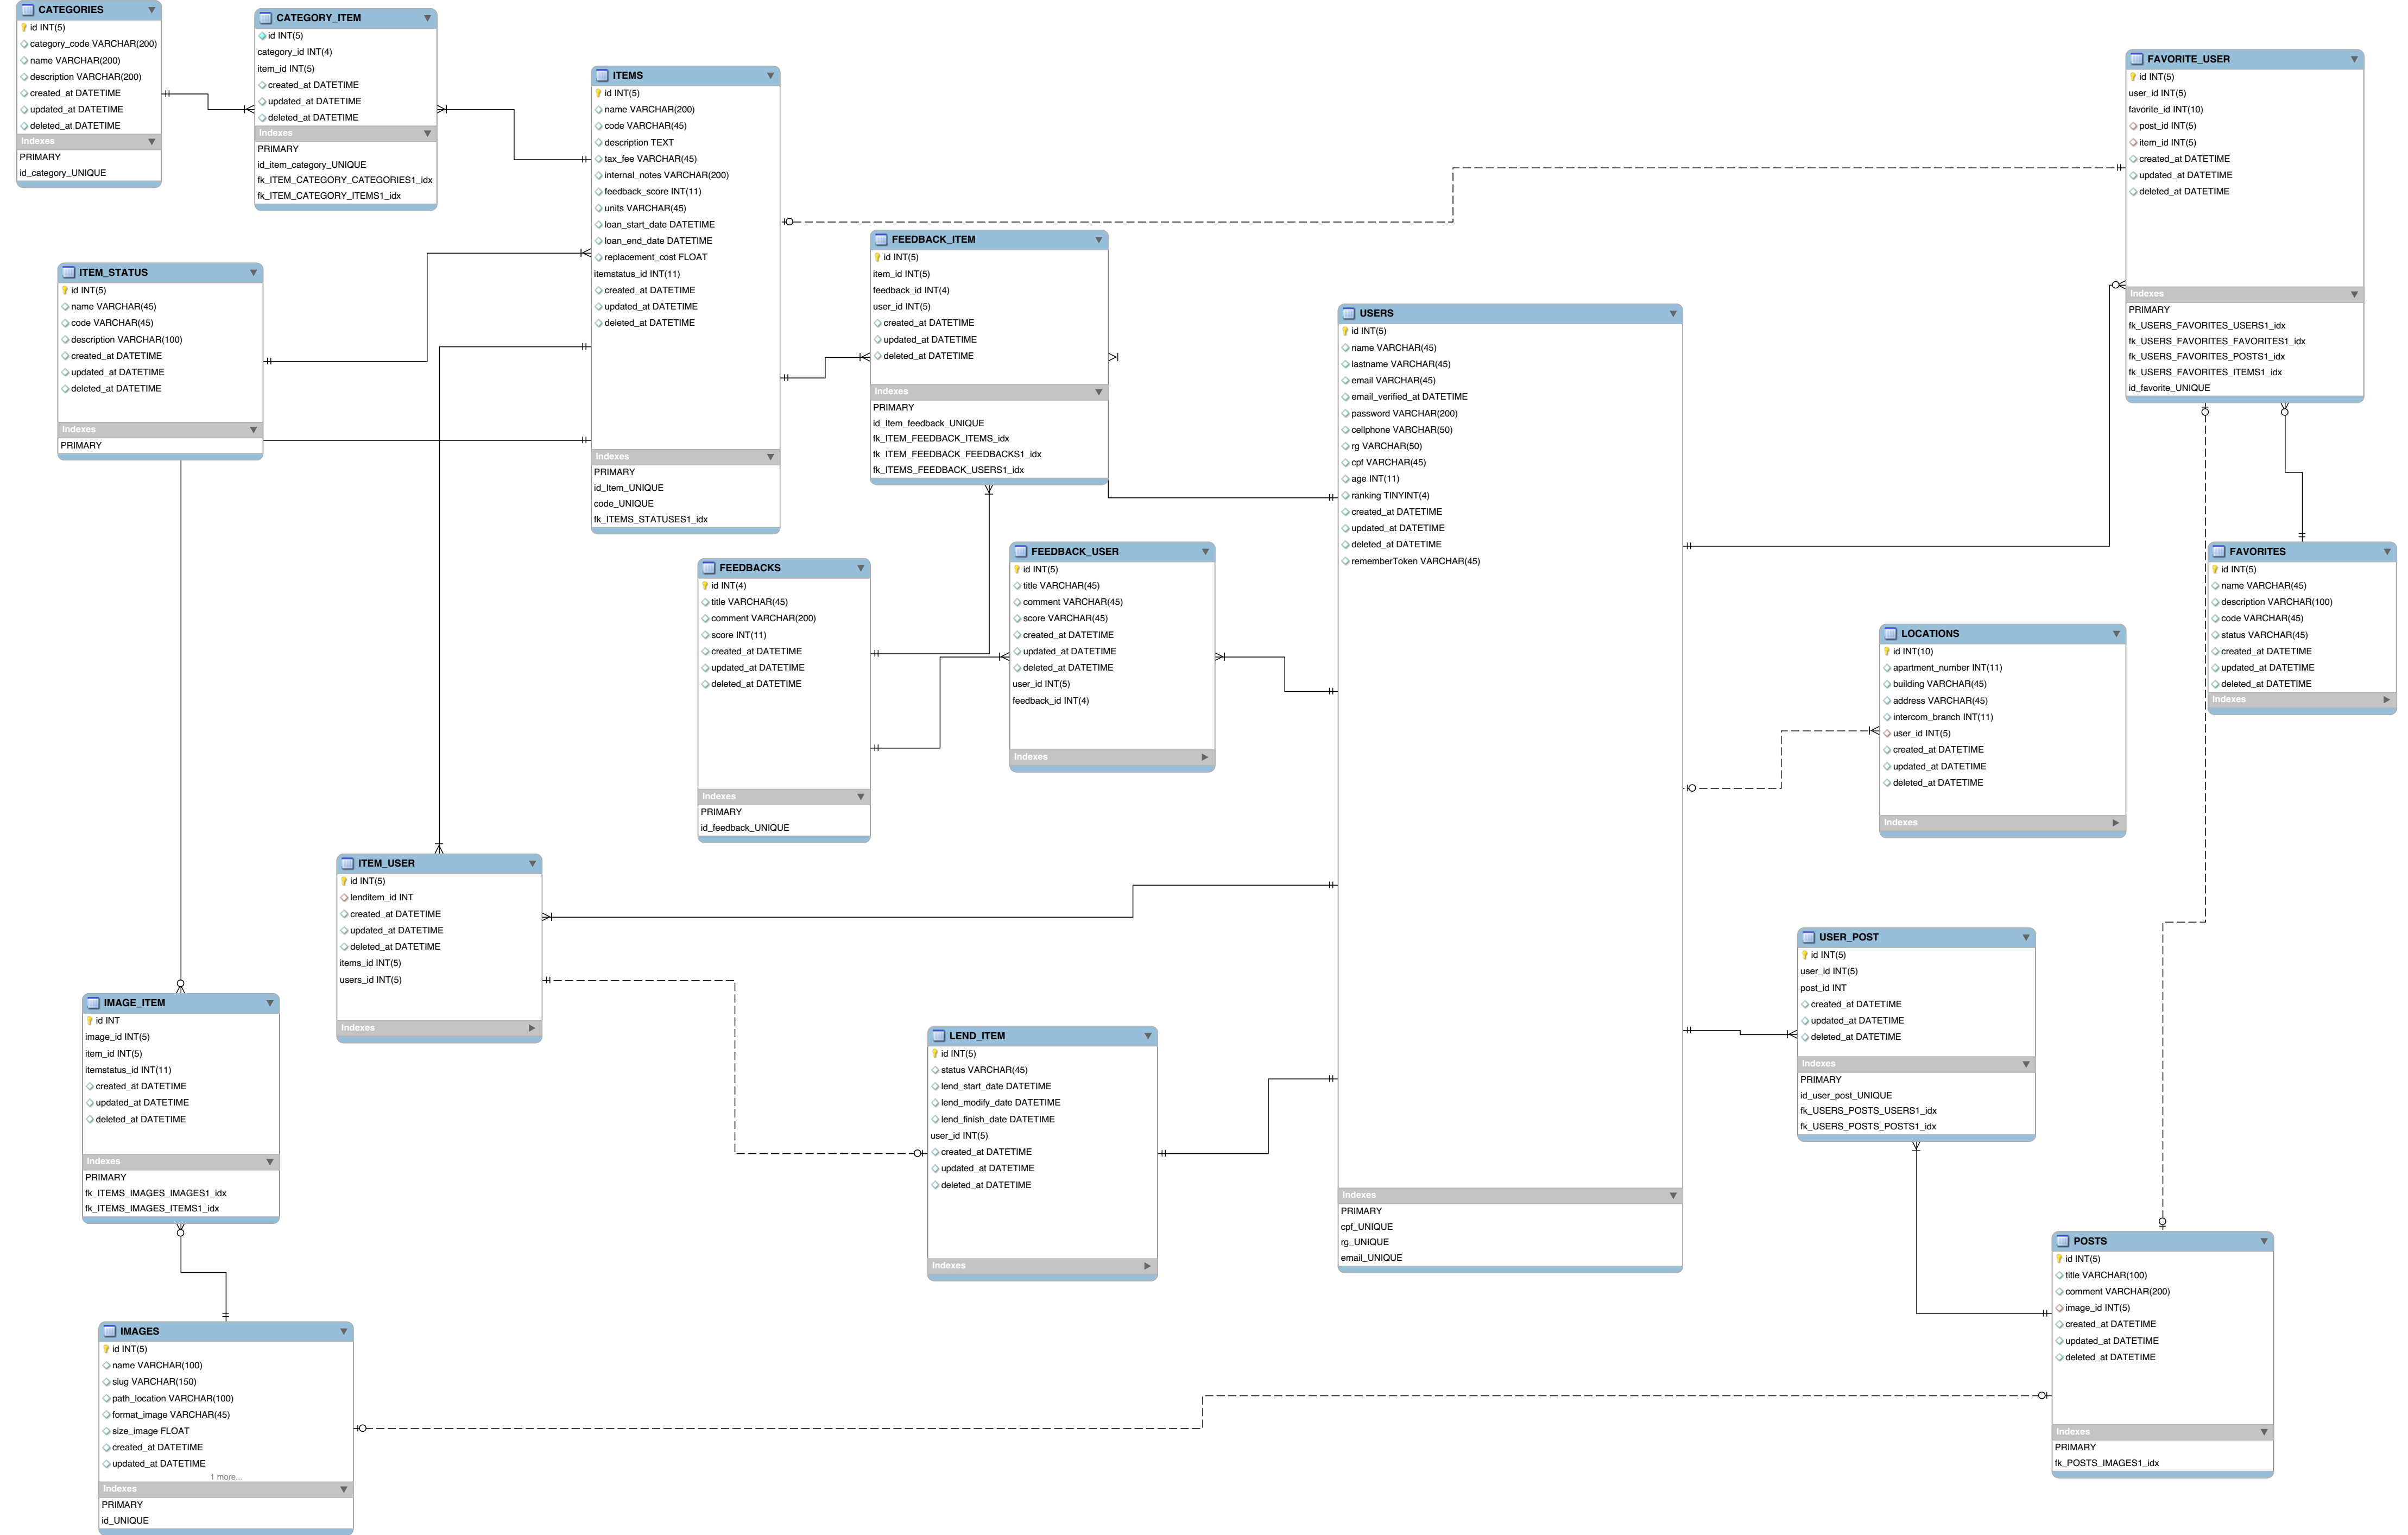 CATEGORIES
id INT(5)
category_code VARCHAR(200)
name VARCHAR(200)
description VARCHAR(200)
created_at DATETIME
updated_at DATETIME
deleted_at DATETIME
Indexes
PRIMARY
id_category_UNIQUE
CATEGORY_ITEM
id INT(5)
category_id INT(4)
item_id INT(5)
created_at DATETIME
updated_at DATETIME
deleted_at DATETIME
Indexes
PRIMARY
id_item_category_UNIQUE
fk_ITEM_CATEGORY_CATEGORIES1_idx
fk_ITEM_CATEGORY_ITEMS1_idx
ITEMS
id INT(5)
name VARCHAR(200)
code VARCHAR(45)
description TEXT
tax_fee VARCHAR(45)
internal_notes VARCHAR(200)
feedback_score INT(11)
units VARCHAR(45)
loan_start_date DATETIME
loan_end_date DATETIME
replacement_cost FLOAT
itemstatus_id INT(11)
created_at DATETIME
updated_at DATETIME
deleted_at DATETIME
Indexes
PRIMARY
id_Item_UNIQUE
code_UNIQUE
fk_ITEMS_STATUSES1_idx
FAVORITE_USER
id INT(5)
user_id INT(5)
favorite_id INT(10)
post_id INT(5)
item_id INT(5)
created_at DATETIME
updated_at DATETIME
deleted_at DATETIME
Indexes
PRIMARY
fk_USERS_FAVORITES_USERS1_idx
fk_USERS_FAVORITES_FAVORITES1_idx
fk_USERS_FAVORITES_POSTS1_idx
fk_USERS_FAVORITES_ITEMS1_idx
id_favorite_UNIQUE
ITEM_STATUS
id INT(5)
name VARCHAR(45)
code VARCHAR(45)
description VARCHAR(100)
created_at DATETIME
updated_at DATETIME
deleted_at DATETIME
Indexes
PRIMARY
FEEDBACK_ITEM
id INT(5)
item_id INT(5)
feedback_id INT(4)
user_id INT(5)
created_at DATETIME
updated_at DATETIME
deleted_at DATETIME
Indexes
PRIMARY
id_Item_feedback_UNIQUE
fk_ITEM_FEEDBACK_ITEMS_idx
fk_ITEM_FEEDBACK_FEEDBACKS1_idx
fk_ITEMS_FEEDBACK_USERS1_idx
USERS
id INT(5)
name VARCHAR(45)
lastname VARCHAR(45)
email VARCHAR(45)
email_verified_at DATETIME
password VARCHAR(200)
cellphone VARCHAR(50)
rg VARCHAR(50)
cpf VARCHAR(45)
age INT(11)
ranking TINYINT(4)
created_at DATETIME
updated_at DATETIME
deleted_at DATETIME
rememberToken VARCHAR(45)
Indexes
PRIMARY
cpf_UNIQUE
rg_UNIQUE
email_UNIQUE
FEEDBACKS
id INT(4)
title VARCHAR(45)
comment VARCHAR(200)
score INT(11)
created_at DATETIME
updated_at DATETIME
deleted_at DATETIME
Indexes
PRIMARY
id_feedback_UNIQUE
FEEDBACK_USER
id INT(5)
title VARCHAR(45)
comment VARCHAR(45)
score VARCHAR(45)
created_at DATETIME
updated_at DATETIME
deleted_at DATETIME
user_id INT(5)
feedback_id INT(4)
Indexes
FAVORITES
id INT(5)
name VARCHAR(45)
description VARCHAR(100)
code VARCHAR(45)
status VARCHAR(45)
created_at DATETIME
updated_at DATETIME
deleted_at DATETIME
Indexes
LOCATIONS
id INT(10)
apartment_number INT(11)
building VARCHAR(45)
address VARCHAR(45)
intercom_branch INT(11)
user_id INT(5)
created_at DATETIME
updated_at DATETIME
deleted_at DATETIME
Indexes
ITEM_USER
id INT(5)
lenditem_id INT
created_at DATETIME
updated_at DATETIME
deleted_at DATETIME
items_id INT(5)
users_id INT(5)
Indexes
USER_POST
id INT(5)
user_id INT(5)
post_id INT
created_at DATETIME
updated_at DATETIME
deleted_at DATETIME
Indexes
PRIMARY
id_user_post_UNIQUE
fk_USERS_POSTS_USERS1_idx
fk_USERS_POSTS_POSTS1_idx
IMAGE_ITEM
id INT
image_id INT(5)
item_id INT(5)
itemstatus_id INT(11)
created_at DATETIME
updated_at DATETIME
deleted_at DATETIME
Indexes
PRIMARY
fk_ITEMS_IMAGES_IMAGES1_idx
fk_ITEMS_IMAGES_ITEMS1_idx
LEND_ITEM
id INT(5)
status VARCHAR(45)
lend_start_date DATETIME
lend_modify_date DATETIME
lend_finish_date DATETIME
user_id INT(5)
created_at DATETIME
updated_at DATETIME
deleted_at DATETIME
Indexes
POSTS
id INT(5)
title VARCHAR(100)
comment VARCHAR(200)
image_id INT(5)
created_at DATETIME
updated_at DATETIME
deleted_at DATETIME
Indexes
PRIMARY
fk_POSTS_IMAGES1_idx
IMAGES
id INT(5)
name VARCHAR(100)
slug VARCHAR(150)
path_location VARCHAR(100)
format_image VARCHAR(45)
size_image FLOAT
created_at DATETIME
updated_at DATETIME
1 more...
Indexes
PRIMARY
id_UNIQUE